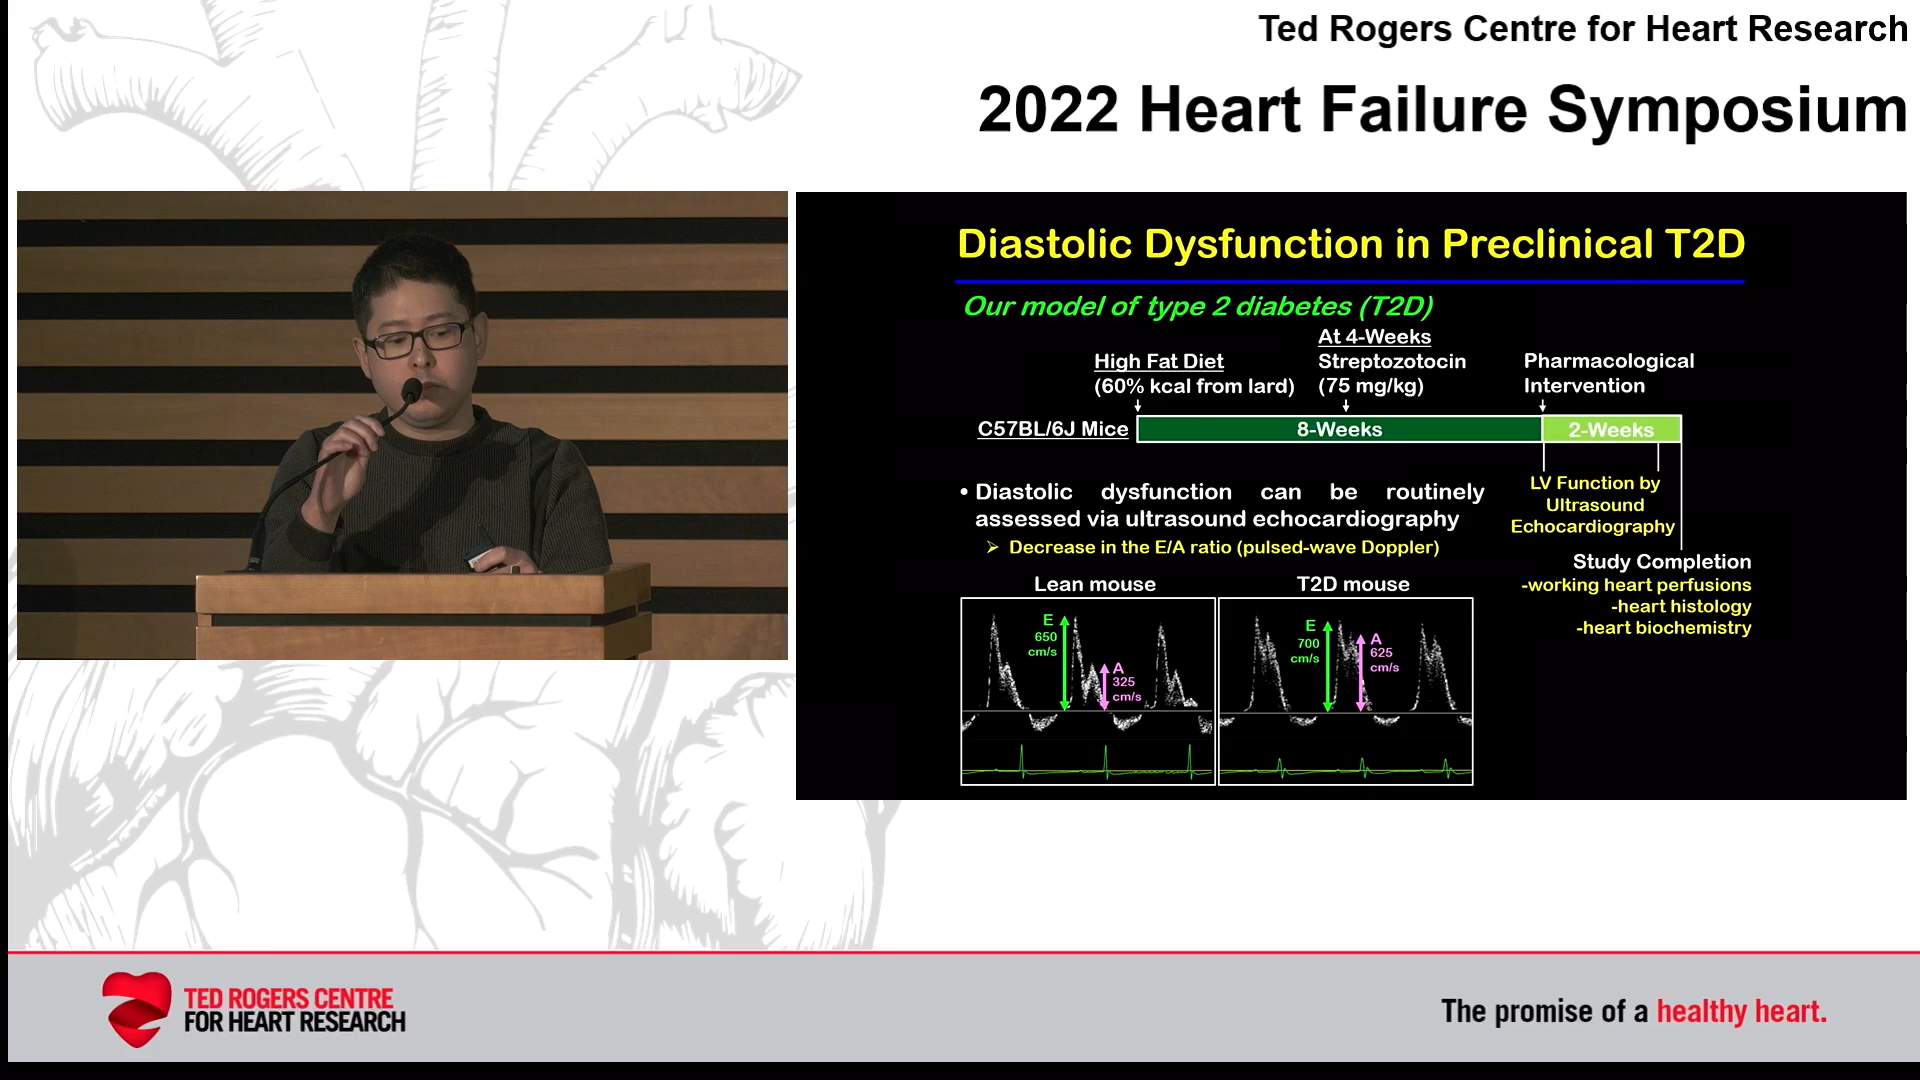 Ted Rogers Centre for Heart Research
2022 Heart Failure Symposium
Diastolic Dysfunction in Preclinical T2D
Our model of type 2 diabetes (T2D)
High Fat Diet
(60% kcal from lard)
At 4-Weeks
Streptozotocin
(75 mg/kg)
Pharmacological
Intervention
C57BL/6J Mice
8-Weeks
2-Weeks
• Diastolic dysfunction can be routinely
assessed via ultrasound echocardiography
➢ Decrease in the E/A ratio (pulsed-wave Doppler)
LV Function by
Ultrasound
Echocardiography
Study Completion
-working heart perfusions
-heart histology
-heart biochemistry
Lean mouse
E
650
cm/s
A
325
cm/s
T2D mouse
E
700
cm/s
A
625
cm/s
TED ROGERS CENTRE
FOR HEART RESEARCH
The promise of a healthy heart.